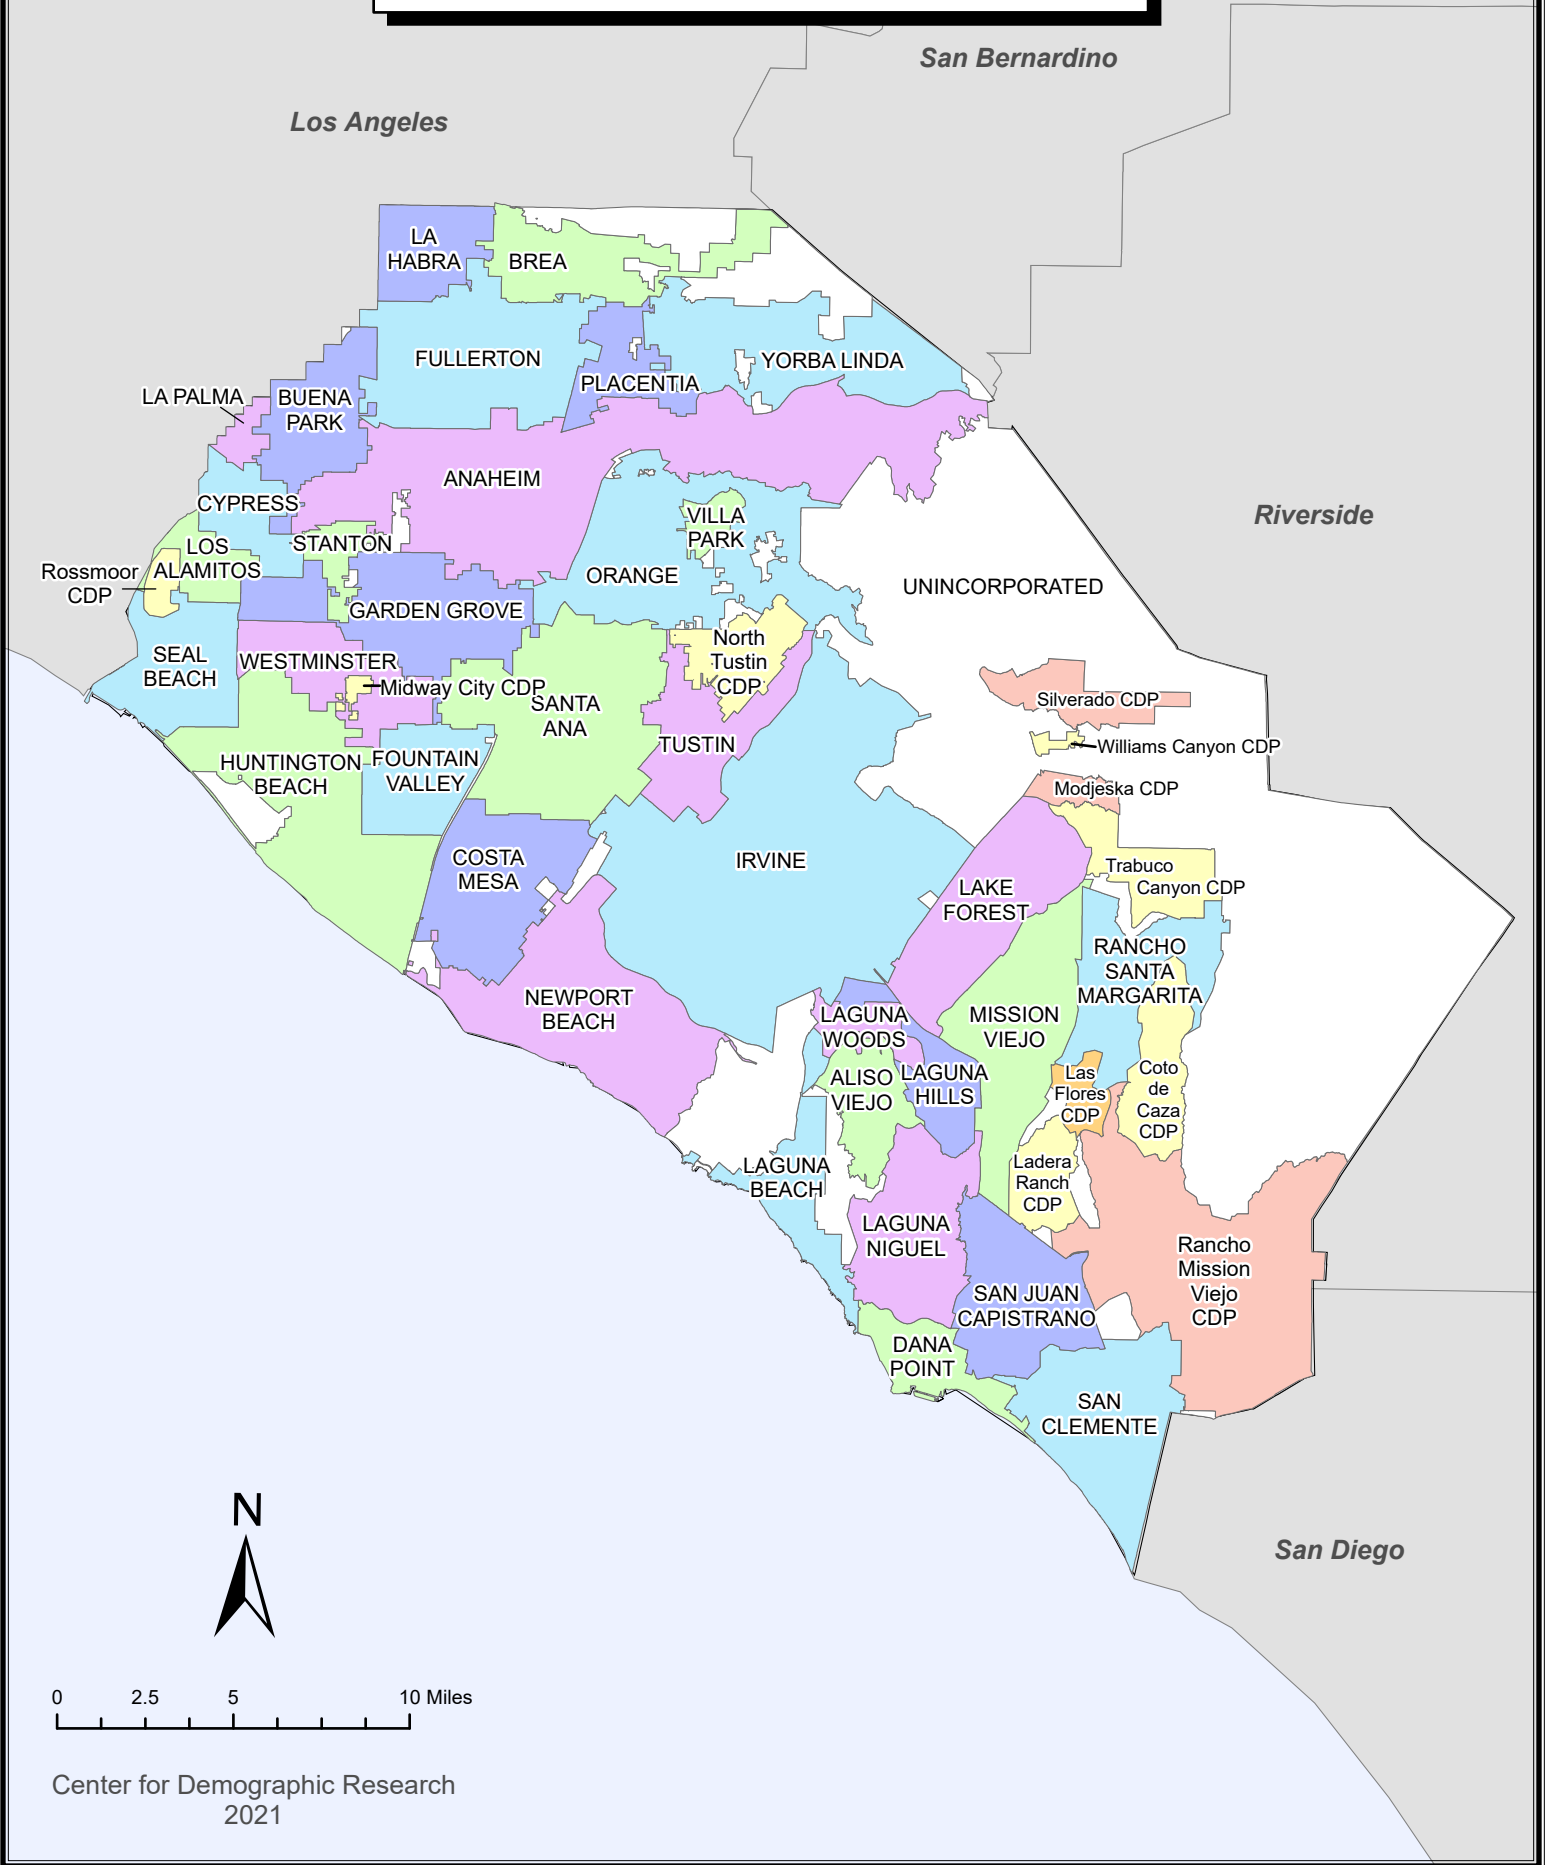 San Bernardino
Los Angeles
LA
HABRA
BREA
FULLERTON
YORBA LINDA
PLACENTIA
LA PALMA
BUENA
PARK
ANAHEIM
CYPRESS
VILLA
PARK
Riverside
STANTON
LOS
ALAMITOS
Rossmoor
CDP
ORANGE
UNINCORPORATED
GARDEN GROVE
North
Tustin
CDP
SEAL
BEACH
WESTMINSTER
Midway City CDP
SANTA
ANA
Silverado CDP
TUSTIN
Williams Canyon CDP
HUNTINGTON
BEACH
FOUNTAIN
VALLEY
Modjeska CDP
COSTA
MESA
IRVINE
Trabuco
Canyon CDP
LAKE
FOREST
RANCHO
SANTA
MARGARITA
NEWPORT
BEACH
LAGUNA
WOODS
MISSION
VIEJO
ALISO
VIEJO
LAGUNA
HILLS
Las
Flores
CDP
Coto
de
Caza
CDP
LAGUNA
BEACH
Ladera
Ranch
CDP
LAGUNA
NIGUEL
Rancho
Mission
Viejo
CDP
SAN JUAN
CAPISTRANO
DANA
POINT
SAN
CLEMENTE
N
San Diego
0 2.5 5 10 Miles
Center for Demographic Research
2021